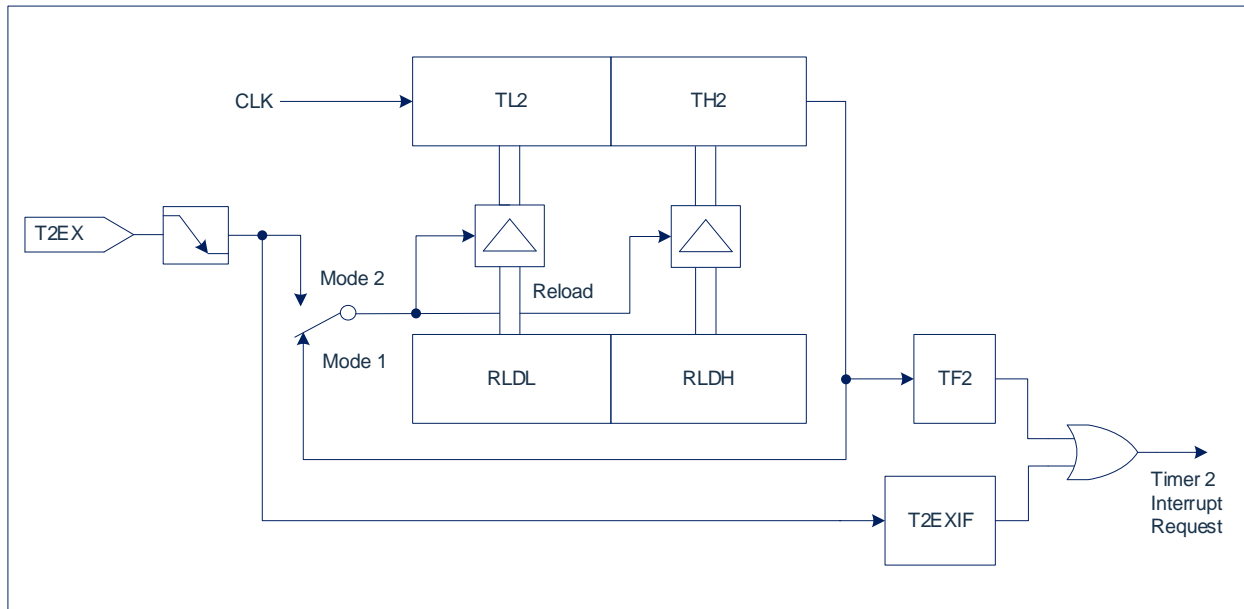 CLK
TL2
TH2
T2EX
Mode 2
Reload
Mode 1
RLDL
RLDH
TF2
T2EXIF
Timer 2
Interrupt
Request